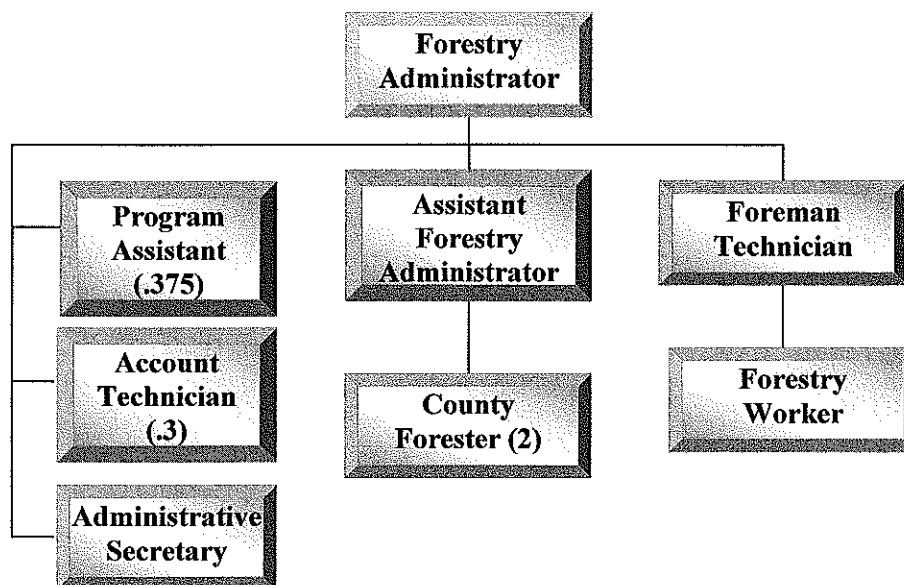 Forestry
Administrator
Program
Assistant
(.375)
Assistant
Forestry
Administrator
Foreman
Technician
Account
Technician
(.3)
County
Forester (2)
Forestry
Worker
Administrative
Secretary